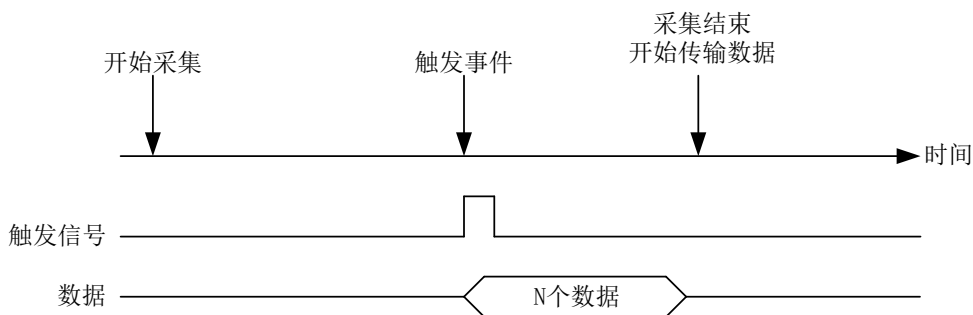 采集结束
开始传输数据
开始采集
触发事件
时间
触发信号
数据
N个数据